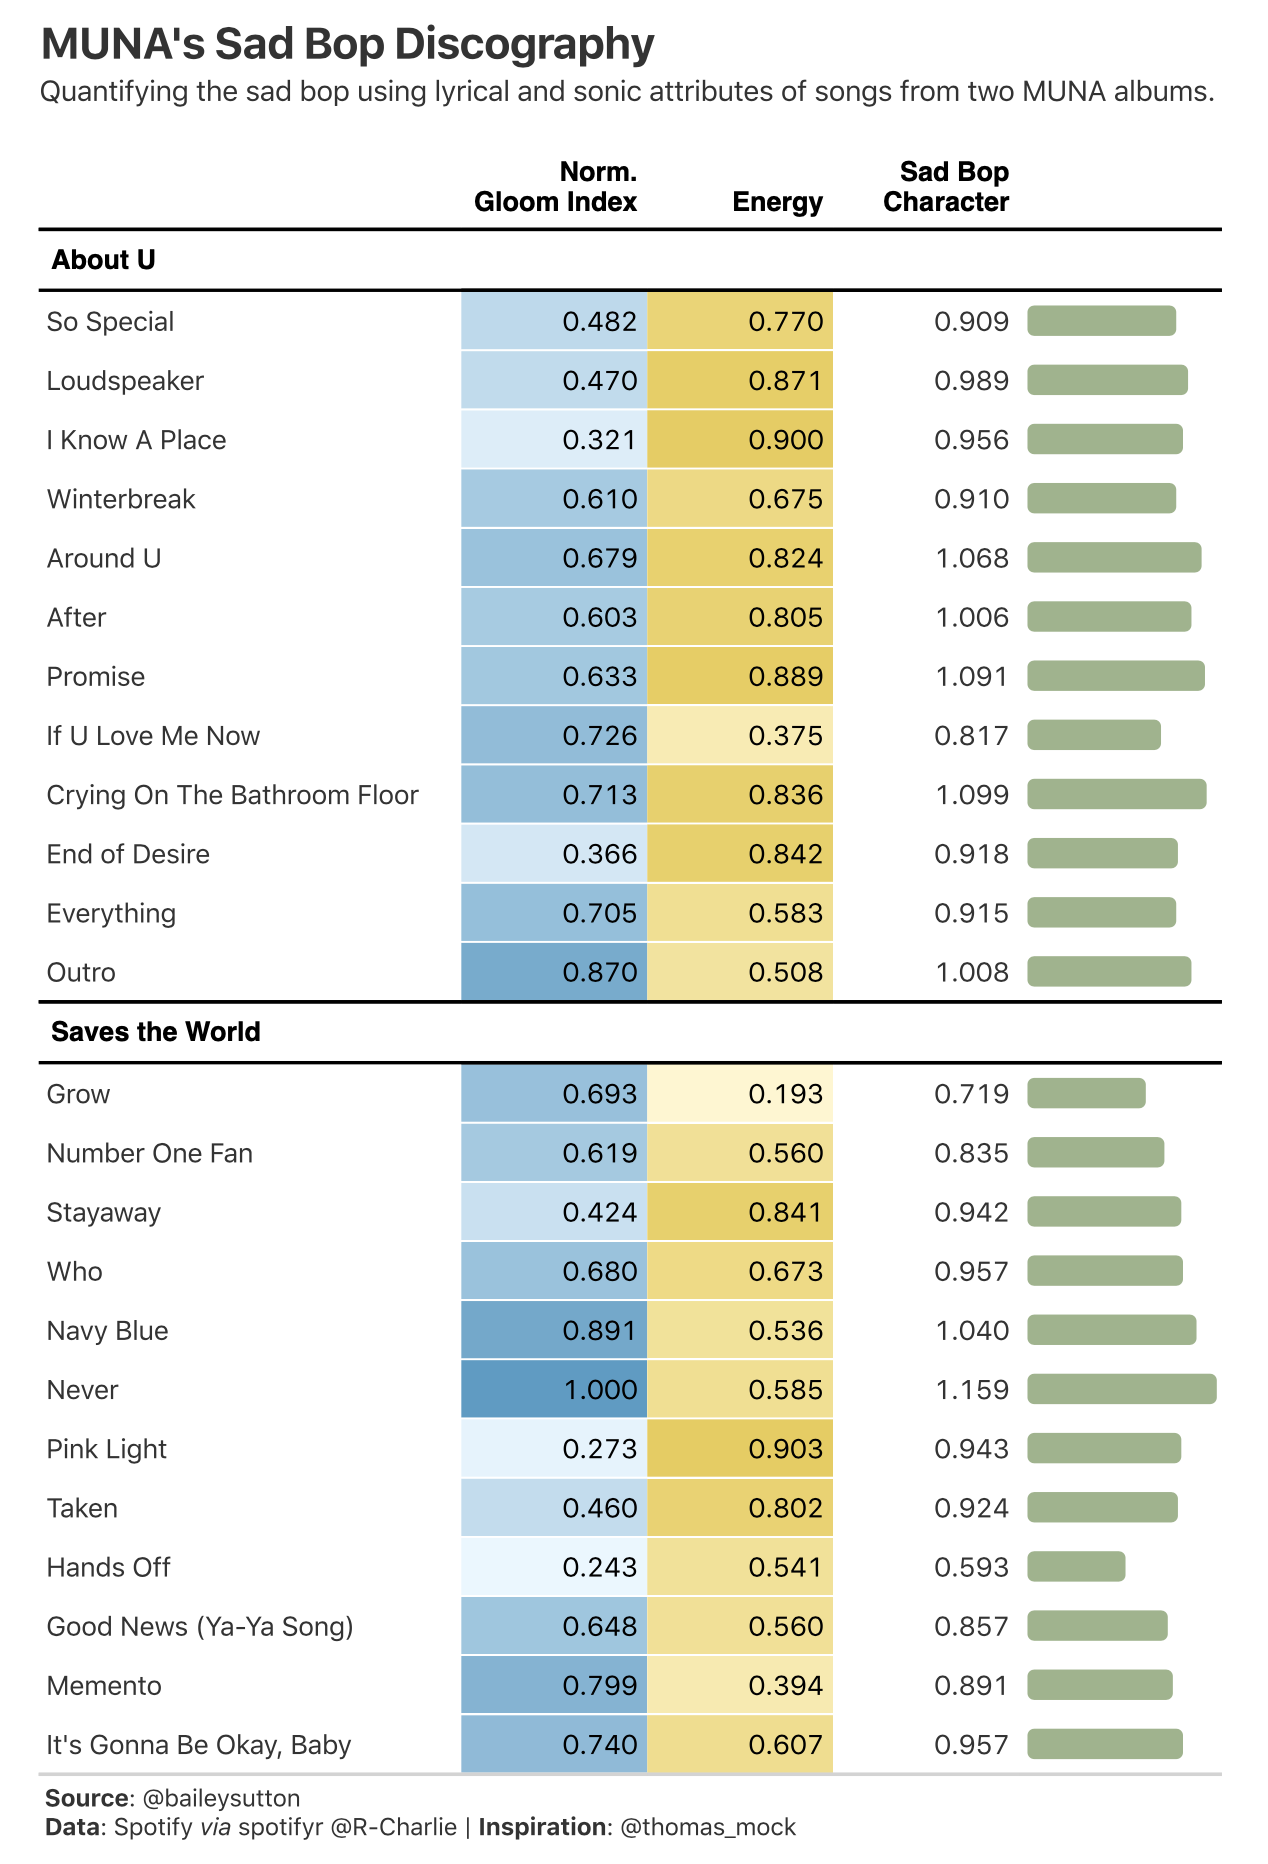 MUNA's Sad Bop Discography
Quantifying the sad bop using lyrical and sonic attributes of songs from two MUNA albums.
Norm. Gloom Index Energy Sad Bop Character
About U
So Special 0.482 0.770 0.909
Loudspeaker 0.470 0.871 0.989
I Know A Place 0.321 0.900 0.956
Winterbreak 0.610 0.675 0.910
Around U 0.679 0.824 1.068
After 0.603 0.805 1.006
Promise 0.633 0.889 1.091
If U Love Me Now 0.726 0.375 0.817
Crying On The Bathroom Floor 0.713 0.836 1.099
End of Desire 0.366 0.842 0.918
Everything 0.705 0.583 0.915
Outro 0.870 0.508 1.008
Saves the World
Grow 0.693 0.193 0.719
Number One Fan 0.619 0.560 0.835
Stayaway 0.424 0.841 0.942
Who 0.680 0.673 0.957
Navy Blue 0.891 0.536 1.040
Never 1.000 0.585 1.159
Pink Light 0.273 0.903 0.943
Taken 0.460 0.802 0.924
Hands Off 0.243 0.541 0.593
Good News (Ya-Ya Song) 0.648 0.560 0.857
Memento 0.799 0.394 0.891
It's Gonna Be Okay, Baby 0.740 0.607 0.957
Source: @baileysutton
Data: Spotify via spotifyr @R-Charlie | Inspiration: @thomas_mock